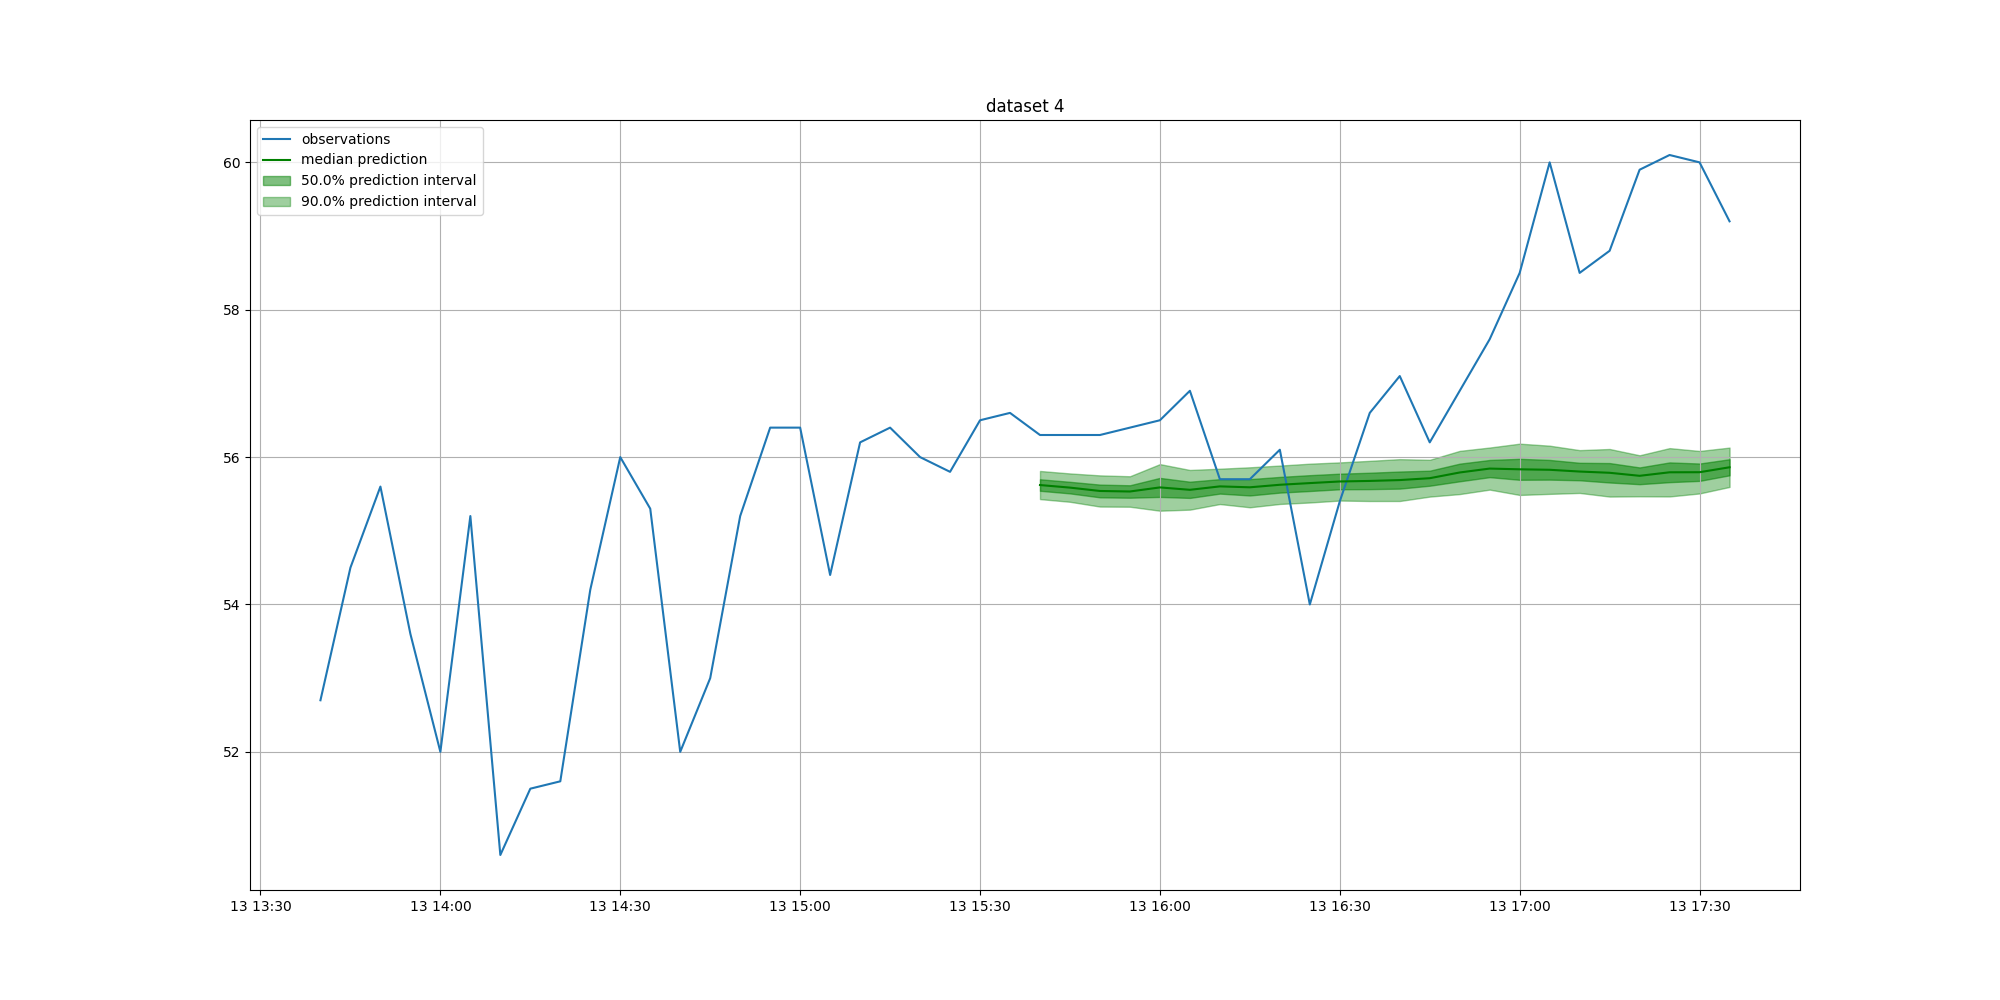 dataset 4
observations
median prediction
50.0% prediction interval
90.0% prediction interval
60
58
56
54
52
13 13:30 13 14:00 13 14:30 13 15:00 13 15:30 13 16:00 13 16:30 13 17:00 13 17:30